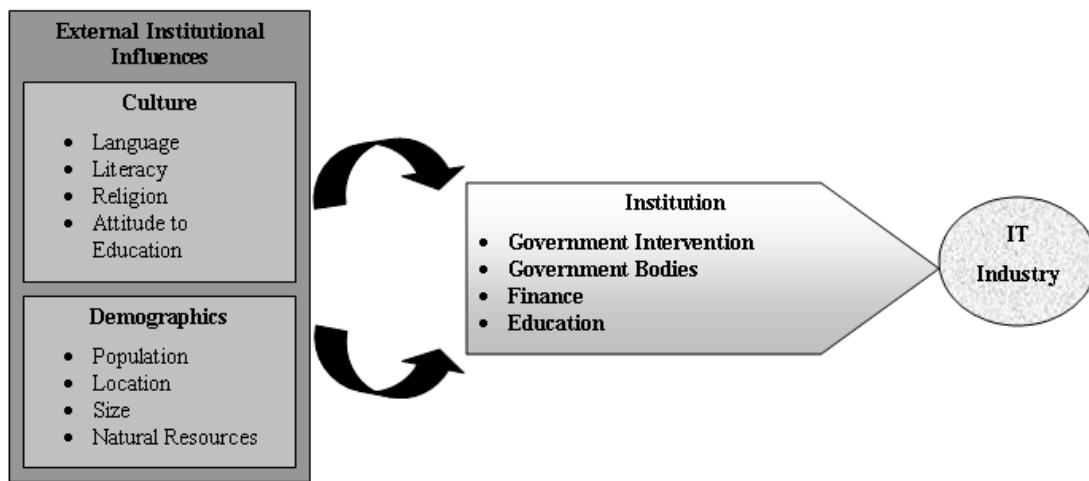 External Institutional
Influences
Culture
• Language
• Literacy
• Religion
• Attitude to
Education
Demographics
• Population
• Location
• Size
• Natural Resources
Institution
• Government Intervention
• Government Bodies
• Finance
• Education
IT
Industry